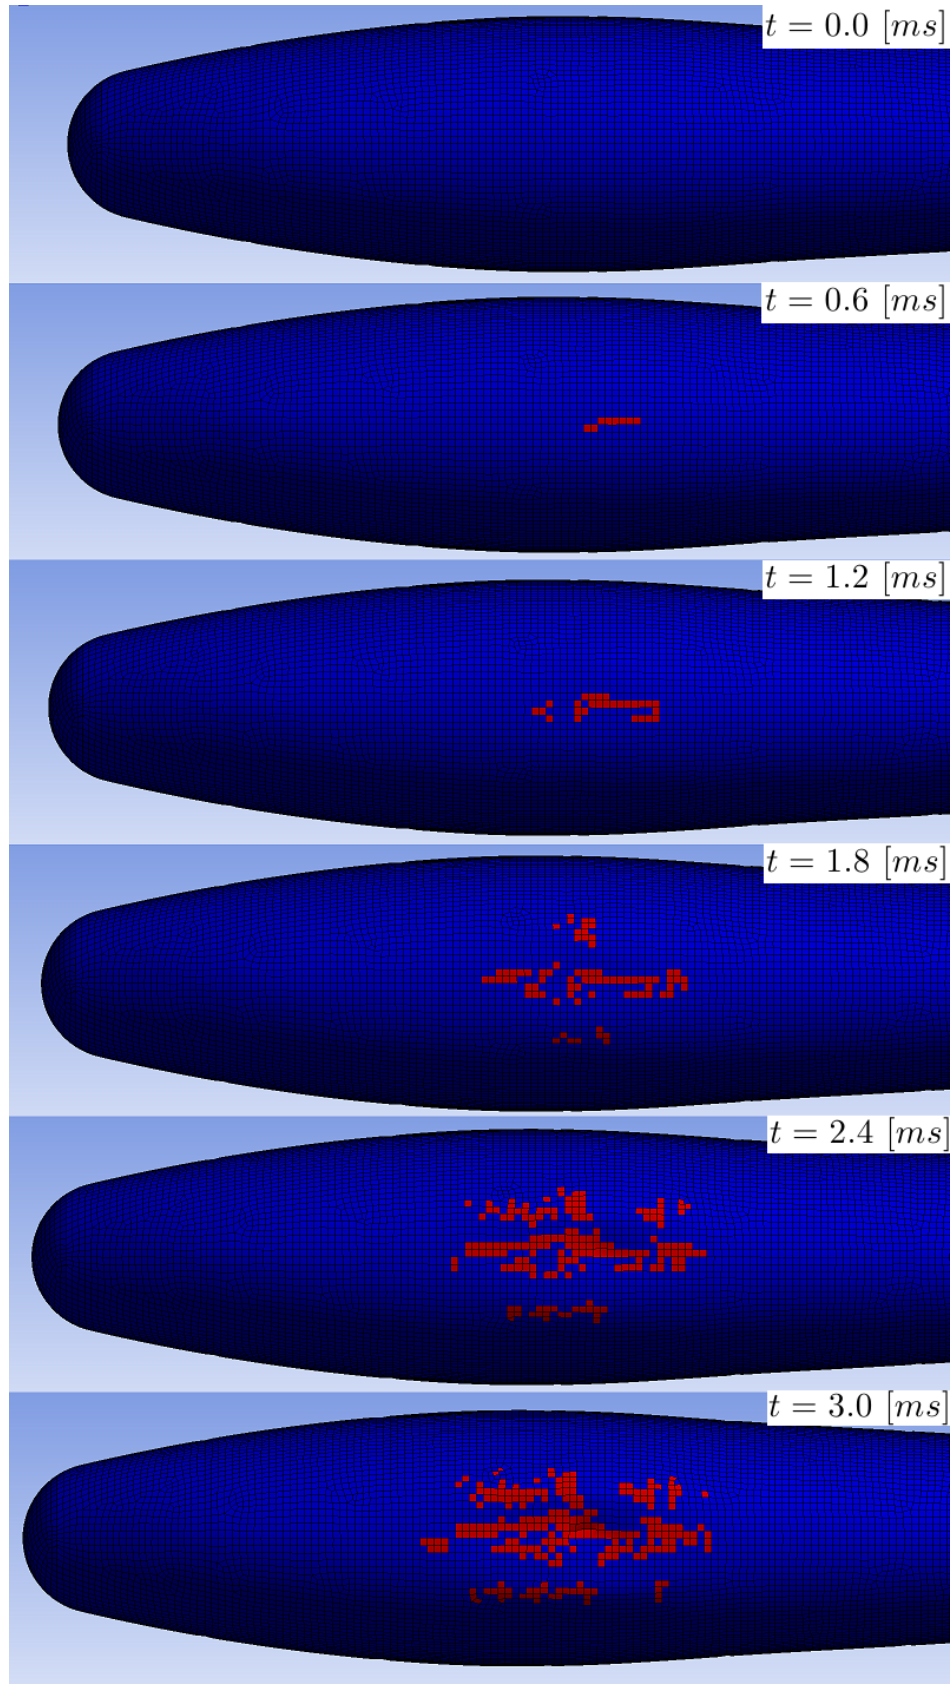 t = 0.0 [ms]
t = 0.6 [ms]
t = 1.2 [ms]
t = 1.8 [ms]
t = 2.4 [ms]
t = 3.0 [ms]